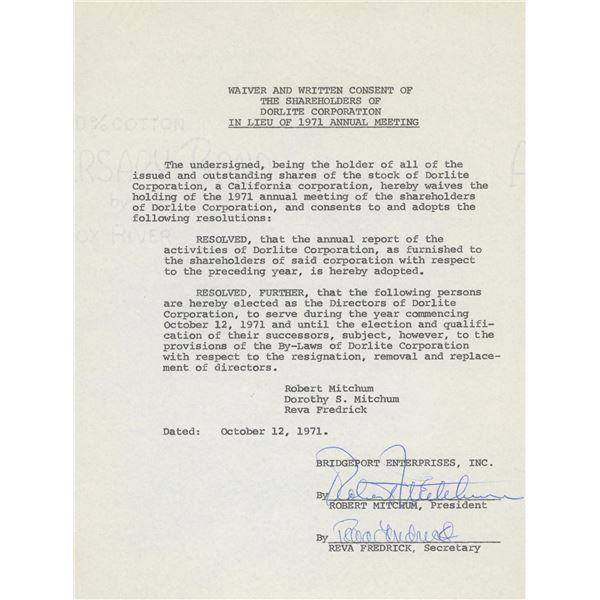 WAIVER AND WRITTEN CONSENT OF
THE SHAREHOLDERS OF
DORLITE CORPORATION
IN LIEU OF 1971 ANNUAL MEETING
The undersigned, being the holder of all of the
issued and outstanding shares of the stock of Dorlite
Corporation, a California corporation, hereby waives the
holding of the 1971 annual meeting of the shareholders
of Dorlite Corporation, and consents to and adopts the
following resolutions:
RESOLVED, that the annual report of the
activities of Dorlite Corporation, as furnished to
the shareholders of said corporation with respect
to the preceding year, is hereby adopted.
RESOLVED, FURTHER, that the following persons
are hereby elected as the Directors of Dorlite
Corporation, to serve during the year commencing
October 12, 1971 and until the election and qualifi-
cation of their successors, subject, however, to the
provisions of the By-Laws of Dorlite Corporation
with respect to the resignation, removal and replace-
ment of directors.
Robert Mitchum
Dorothy S. Mitchum
Reva Fredrick
Dated: October 12, 1971.
BRIDGEPORT ENTERPRISES, INC.
By Robert Mitchum
ROBERT MITCHUM, President
By Reva Fredrick
REVA FREDRICK, Secretary